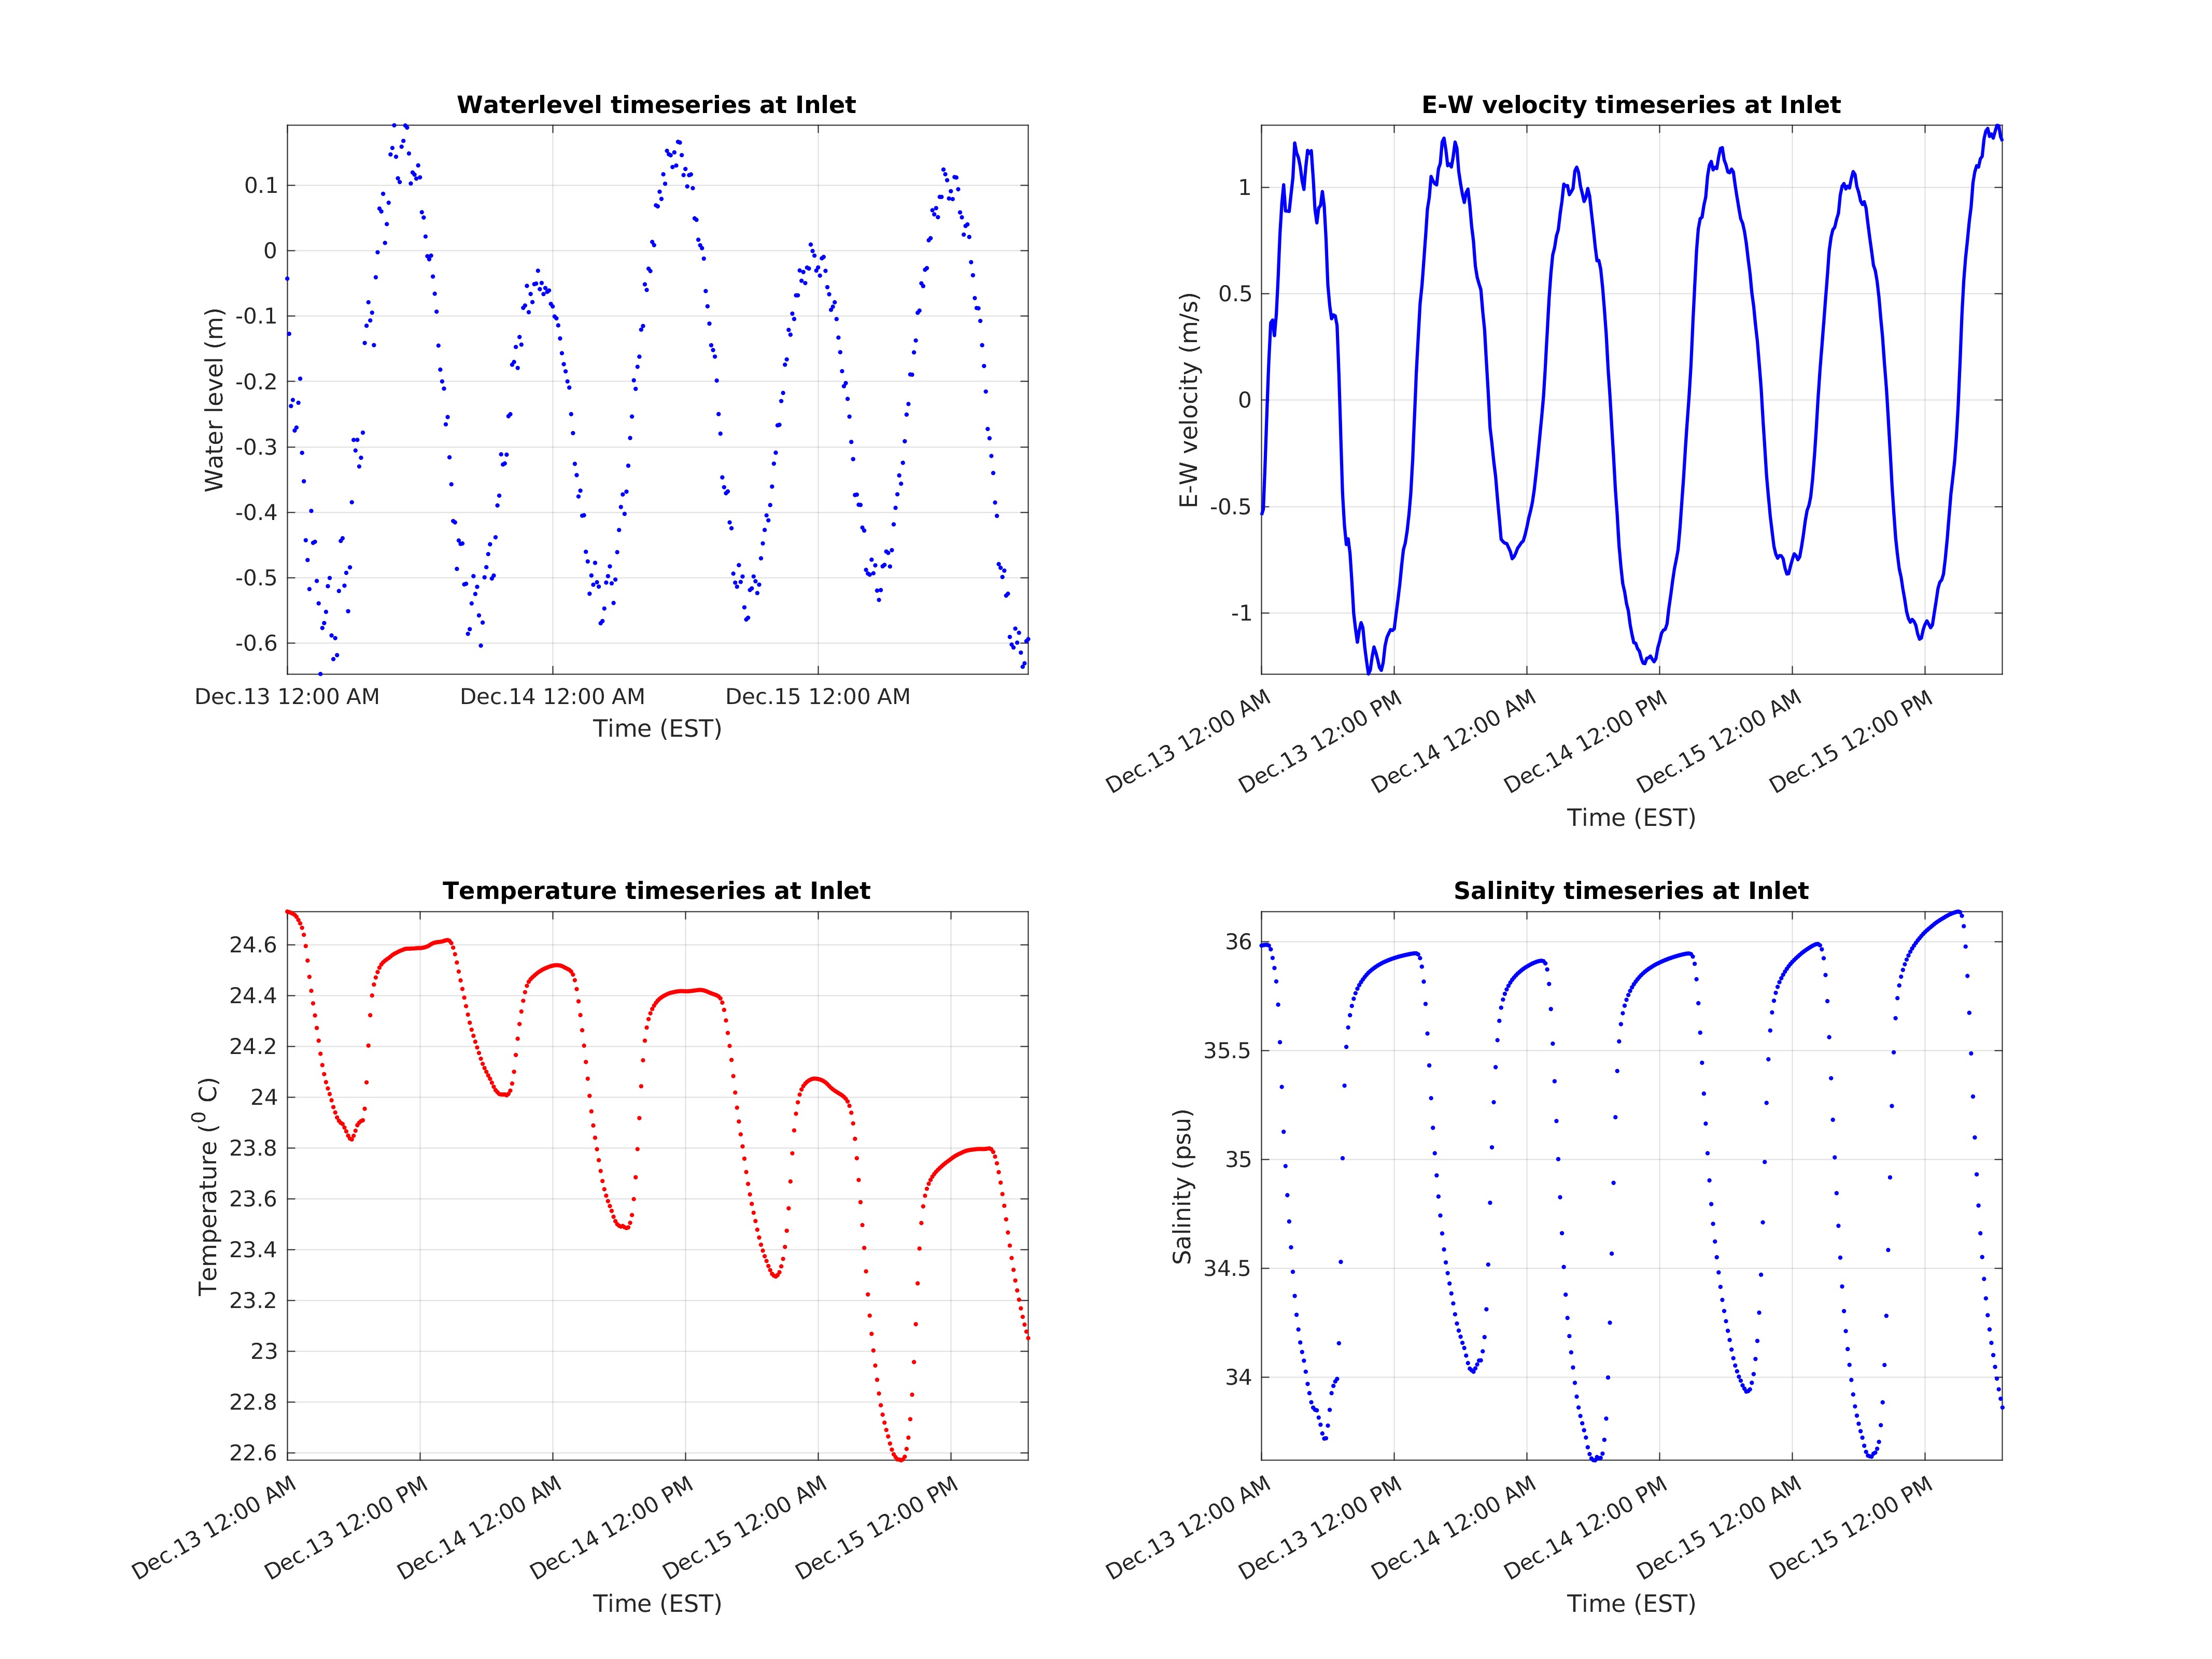 Waterlevel timeseries at Inlet
0.1
0
-0.1
-0.2
-0.3
-0.4
-0.5
-0.6
Water level (m)
Dec.13 12:00 AM
Dec.14 12:00 AM
Dec.15 12:00 AM
Time (EST)
E-W velocity timeseries at Inlet
1
0.5
0
-0.5
-1
E-W velocity (m/s)
Dec.13 12:00 AM
Dec.13 12:00 PM
Dec.14 12:00 AM
Dec.14 12:00 PM
Dec.15 12:00 AM
Dec.15 12:00 PM
Time (EST)
Temperature timeseries at Inlet
24.6
24.4
24.2
24
23.8
23.6
23.4
23.2
23
22.8
22.6
Temperature (⁰ C)
Dec.13 12:00 AM
Dec.13 12:00 PM
Dec.14 12:00 AM
Dec.14 12:00 PM
Dec.15 12:00 AM
Dec.15 12:00 PM
Time (EST)
Salinity timeseries at Inlet
36
35.5
35
34.5
34
Salinity (psu)
Dec.13 12:00 AM
Dec.13 12:00 PM
Dec.14 12:00 AM
Dec.14 12:00 PM
Dec.15 12:00 AM
Dec.15 12:00 PM
Time (EST)